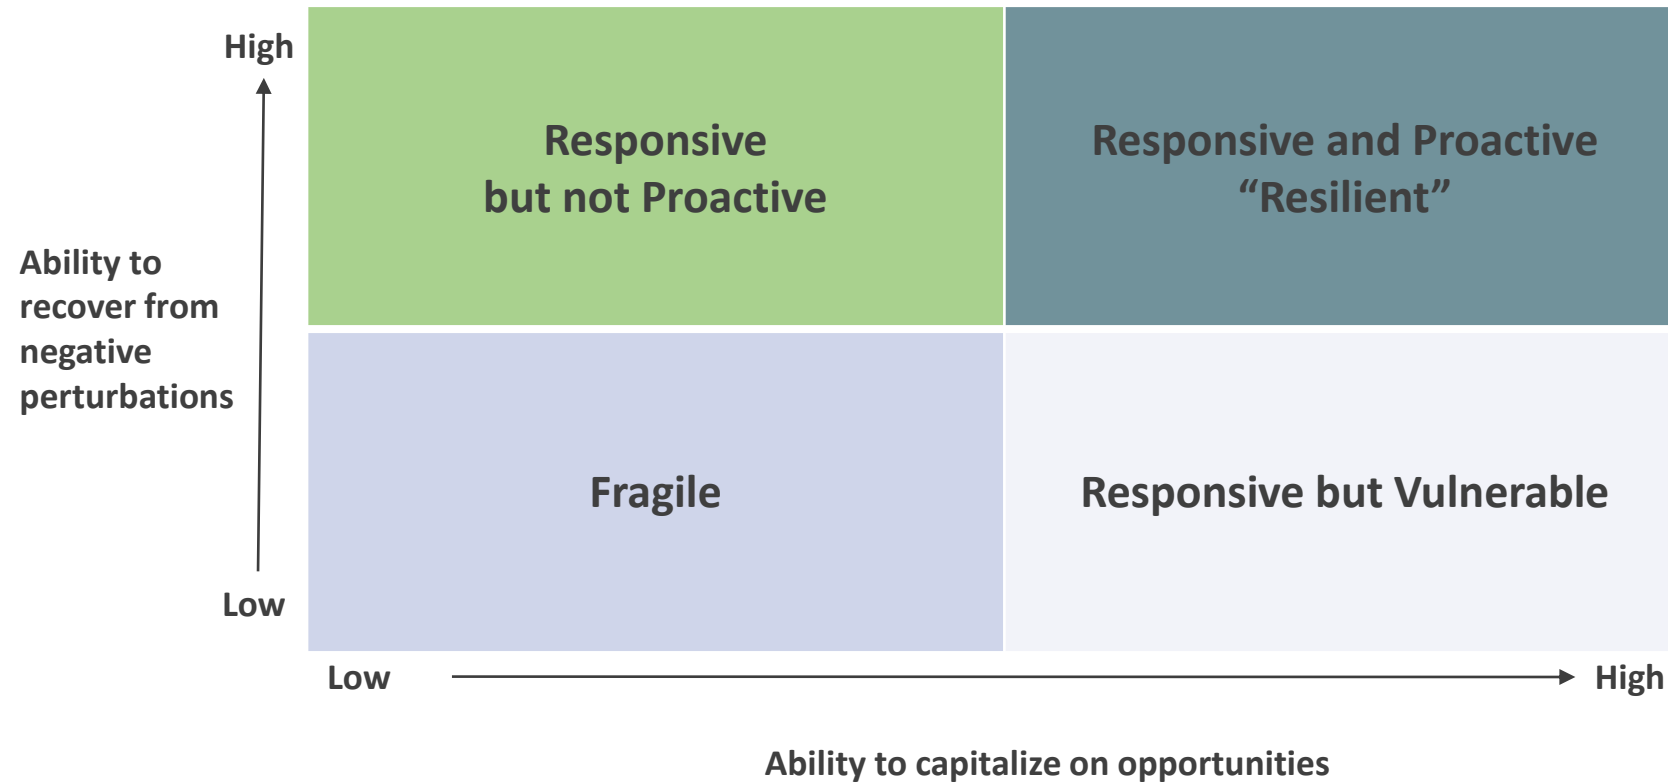 High
Responsive
but not Proactive
Responsive and Proactive
“Resilient”
Ability to
recover from
negative
perturbations
Fragile
Responsive but Vulnerable
Low
Low
High
Ability to capitalize on opportunities